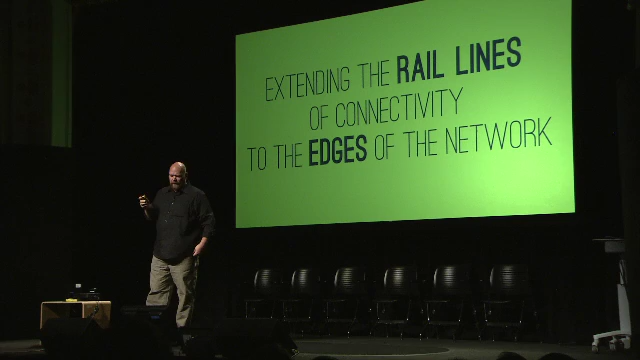 EXTENDING THE RAIL LINES
OF CONNECTIVITY
TO THE EDGES OF THE NETWORK